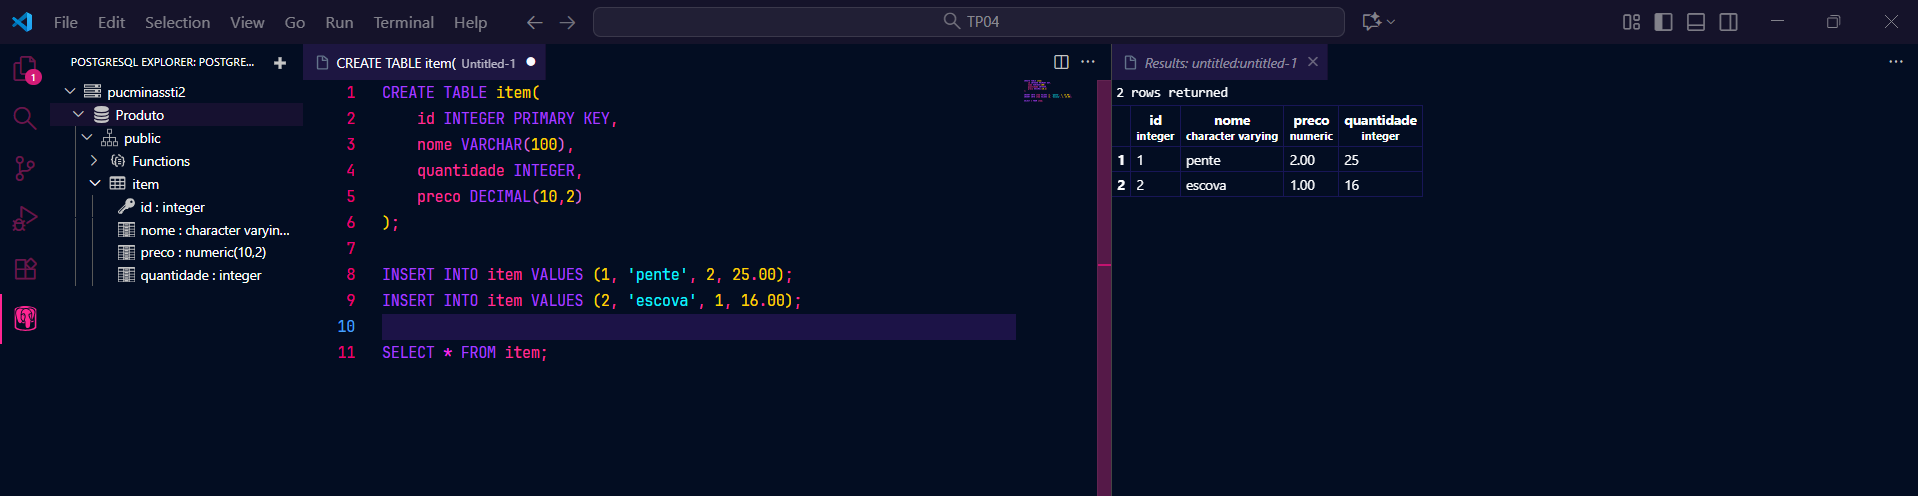 File Edit Selection View Go Run Terminal Help TP04
POSTGRESQL EXPLORER: POSTGRE...
pucminassti2
Produto
public
Functions
item
id : integer
nome : character varyin...
preco : numeric(10,2)
quantidade : integer
1
CREATE TABLE item( Untitled-1
1 CREATE TABLE item(
2 id INTEGER PRIMARY KEY,
3 nome VARCHAR(100),
4 quantidade INTEGER,
5 preco DECIMAL(10,2)
6 );
7
8 INSERT INTO item VALUES (1, 'pente', 2, 25.00);
9 INSERT INTO item VALUES (2, 'escova', 1, 16.00);
10
11 SELECT * FROM item;
Results: untitled:untitled-1
2 rows returned
id nome preco quantidade
integer character varying numeric integer
1 1 pente 2.00 25
2 2 escova 1.00 16